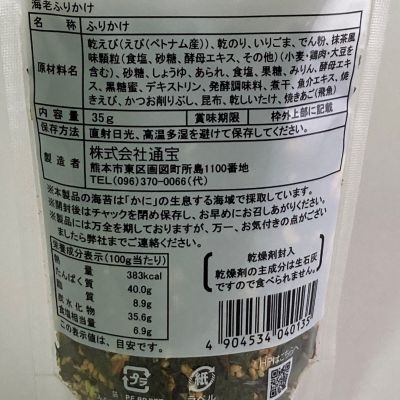 海老ふりかけ
名 称 ふりかけ
原材料名 乾えび(えび(ベトナム産))、乾のり、いりごま、でん粉、抹茶風
味顆粒(食塩、砂糖、酵母エキス、その他)(小麦・鶏肉・大豆を
含む)、砂糖、しょうゆ、あられ、食塩、果糖、みりん、酵母エキス、
黒糖蜜、デキストリン、発酵調味料、煮干、魚介エキス、焼
きえび、かつお削りぶし、昆布、乾しいたけ、焼きあご(飛魚)
内 容 量 35g 賞味期限 枠外上部に記載
保存方法 直射日光、高温多湿を避けて保存してください。
製 造 者 株式会社通宝
熊本市東区画図町所島1100番地
TEL(096)370-0066(代)
※本製品の海苔は「かに」の生息する海域で採取しています。
※開封後はチャックを閉め保存し、お早めにお召しあがりください。
※製品には万全を期しておりますが、万一、お気付きの点がござい
ましたら弊社までご連絡ください。
栄養成分表示(100g当たり)
熱 量 383kcal
たんぱく質 40.0g
脂 質 8.9g
炭水化物 35.6g
食塩相当量 6.9g
この表示値は、目安です。
乾燥剤封入
乾燥剤の主成分は生石灰
ですので食べられません。
4 904534 040135
プラ
紙
ラベル
HPはこちら